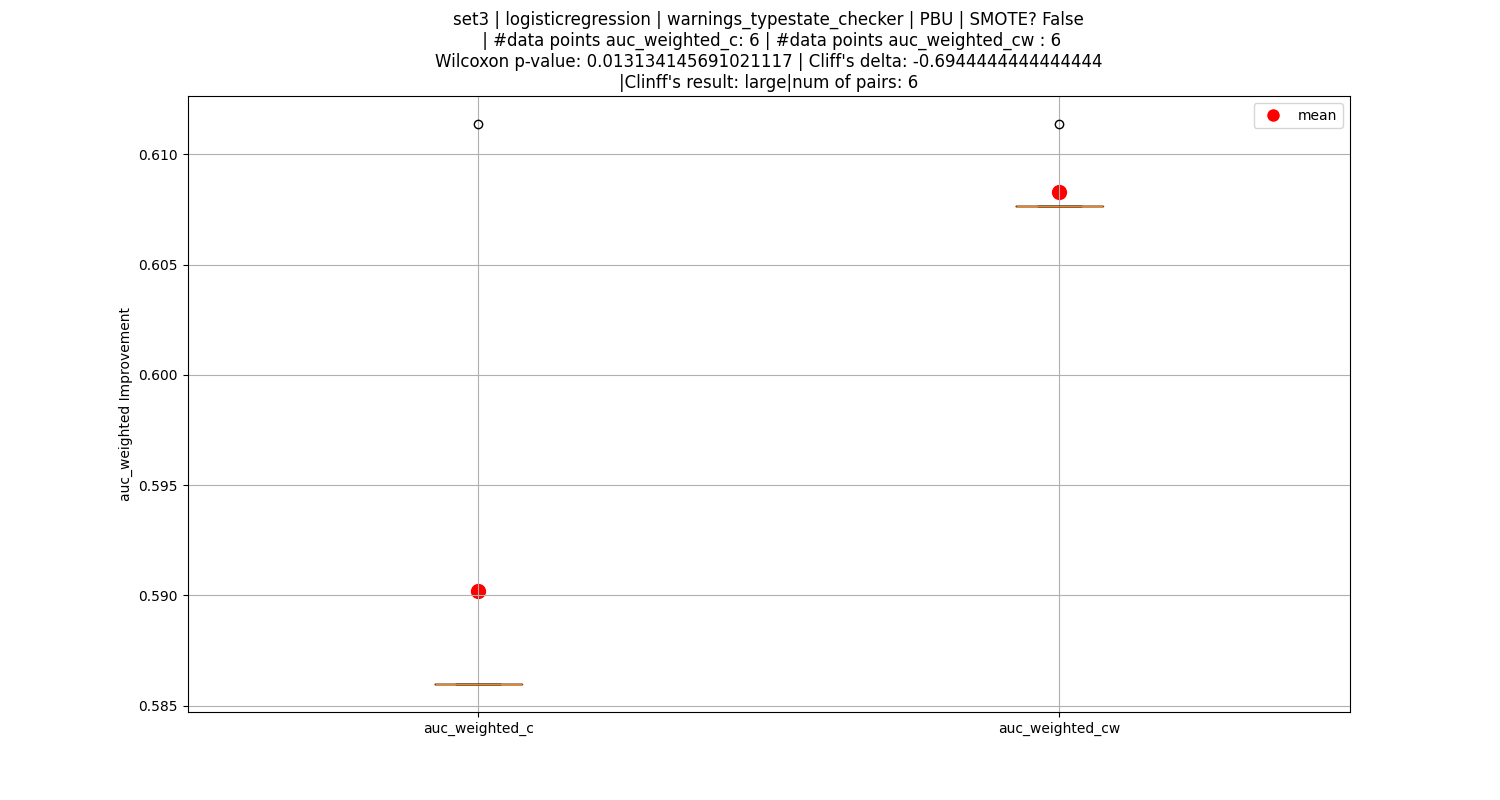 set3 | logisticregression | warnings_typestate_checker | PBU | SMOTE? False
| #data points auc_weighted_c: 6 | #data points auc_weighted_cw : 6
Wilcoxon p-value: 0.013134145691021117 | Cliff's delta: -0.6944444444444444
|Clinff's result: large|num of pairs: 6
mean
0.610
0.605
0.600
0.595
0.590
0.585
auc_weighted Improvement
auc_weighted_c
auc_weighted_cw